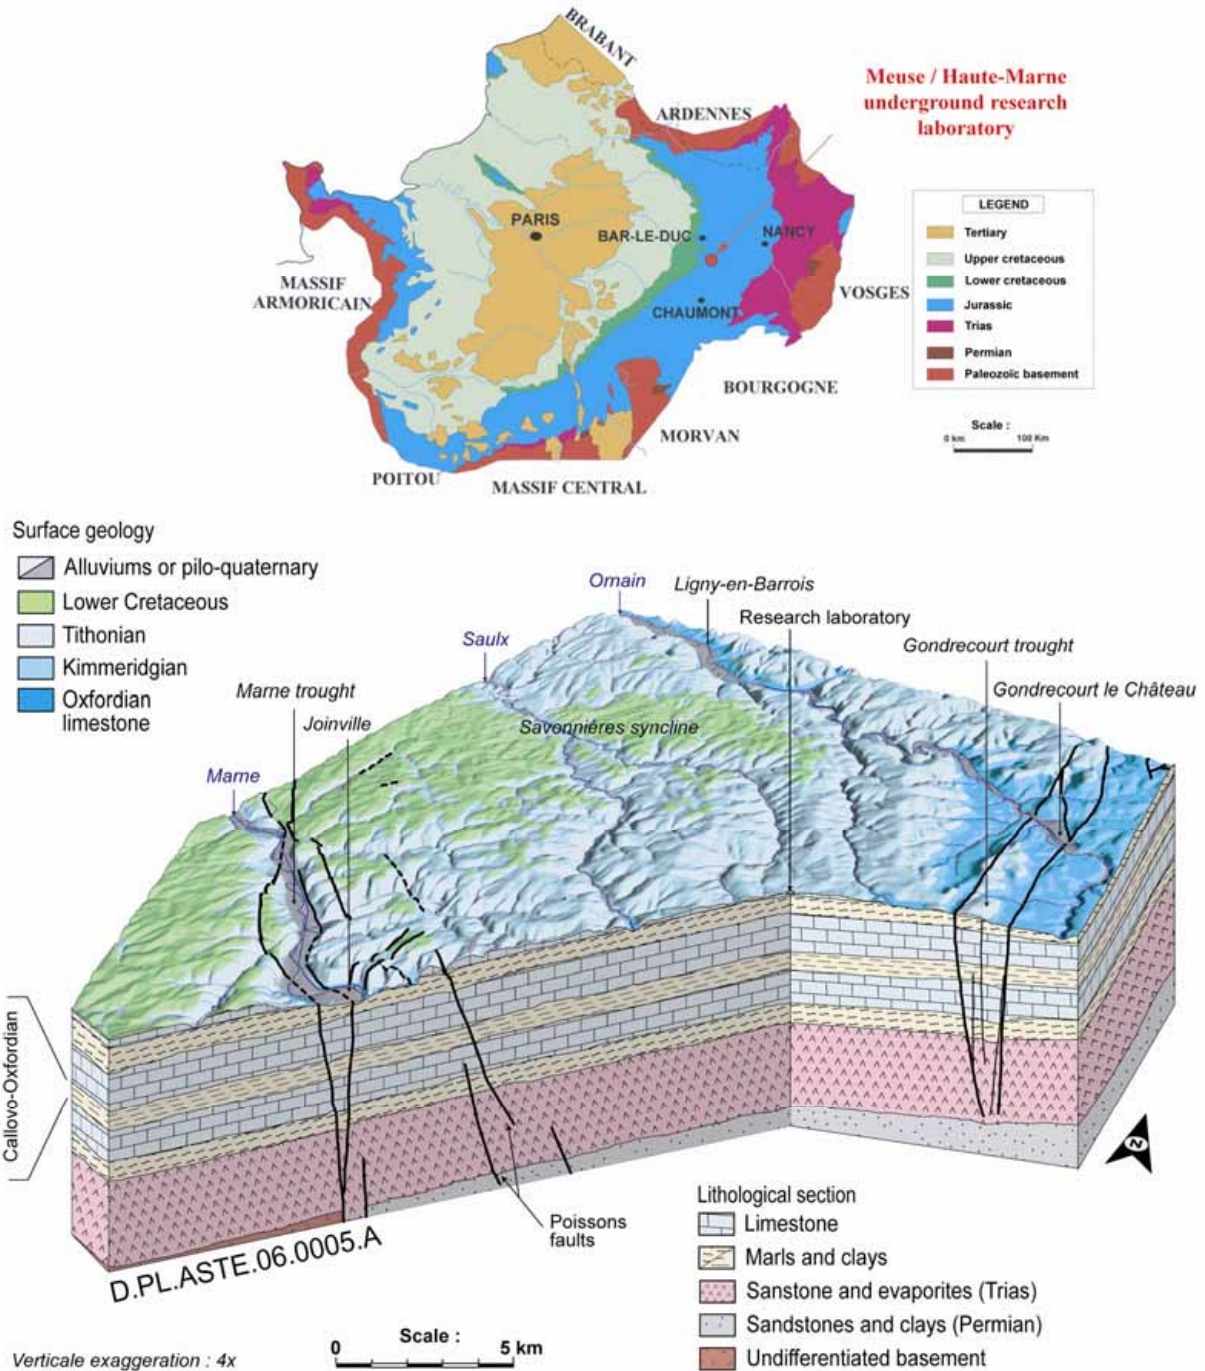 BRABANT
Meuse / Haute-Marne
underground research
laboratory
ARDENNES
LEGEND
PARIS
BAR-LE-DUC
NANCY
Tertiary
Upper cretaceous
Lower cretaceous
Jurassic
Trias
Permian
Paleozoïc basement
MASSIF
ARMORICAIN
VOSGES
CHAUMONT
BOURGOGNE
MORVAN
Scale :
0 km
100 Km
POITOU
MASSIF CENTRAL
Surface geology
Alluviums or pilo-quaternary
Lower Cretaceous
Tithonian
Kimmeridgian
Oxfordian
limestone
Ornain
Ligny-en-Barrois
Research laboratory
Saulx
Gondrecourt trought
Marne trought
Gondrecourt le Château
Joinville
Savonniéres syncline
Marne
Callovo-Oxfordian
N
Poissons
faults
D.PL.ASTE.06.0005.A
Lithological section
Limestone
Marls and clays
Sanstone and evaporites (Trias)
Sandstones and clays (Permian)
Undifferentiated basement
Scale :
0
5 km
Verticale exaggeration : 4x